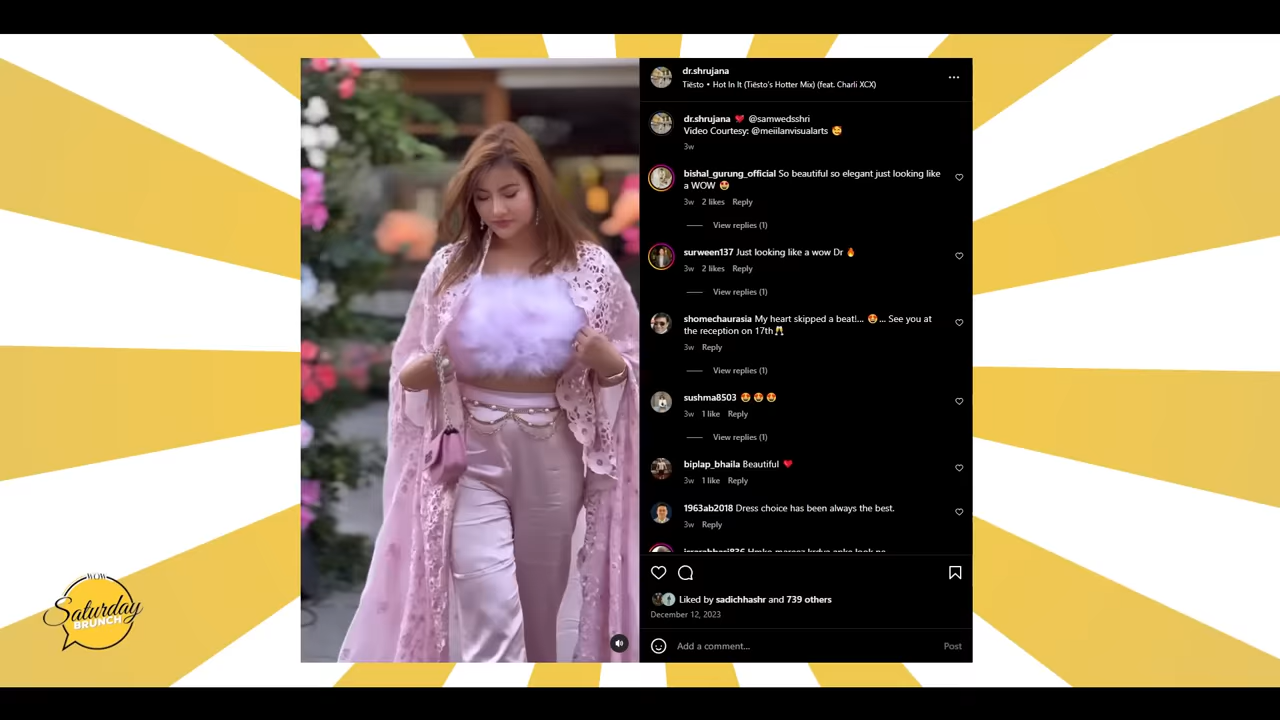 dr.shrujana
Tiësto • Hot In It (Tiësto's Hotter Mix) (feat. Charli XCX)
dr.shrujana ❤️ @samwedsshri
Video Courtesy: @meiilanvisualarts 🤩
3w
bishal_gurung_official So beautiful so elegant just looking like
a WOW 😍
3w 2 likes Reply
View replies (1)
surween137 Just looking like a wow Dr 🔥
3w 2 likes Reply
View replies (1)
shomechaurasia My heart skipped a beat!... 😍... See you at
the reception on 17th🥂
3w Reply
View replies (1)
sushma8503 😍😍😍
3w 1 like Reply
View replies (1)
biplap_bhaila Beautiful ❤️
3w 1 like Reply
1963ab2018 Dress choice has been always the best.
3w Reply
Liked by sadichhashr and 739 others
December 12, 2023
Add a comment...
Post
WOW
Saturday
BRUNCH